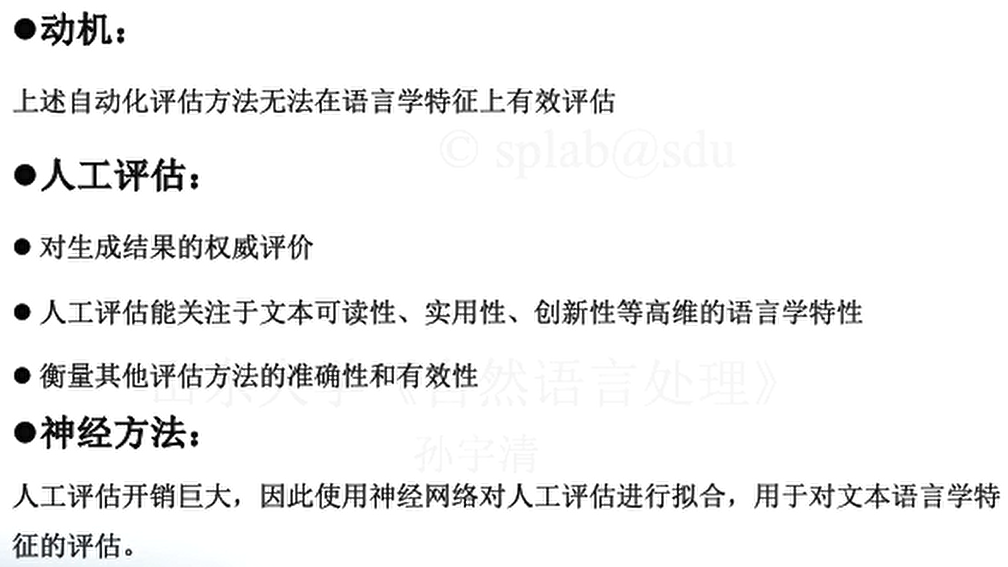 ●动机：
上述自动化评估方法无法在语言学特征上有效评估
© splab@sdu
●人工评估：
● 对生成结果的权威评价
● 人工评估能关注于文本可读性、实用性、创新性等高维的语言学特性
● 衡量其他评估方法的准确性和有效性
山东大学《自然语言处理》
●神经方法：
孙宇清
人工评估开销巨大，因此使用神经网络对人工评估进行拟合，用于对文本语言学特
征的评估。